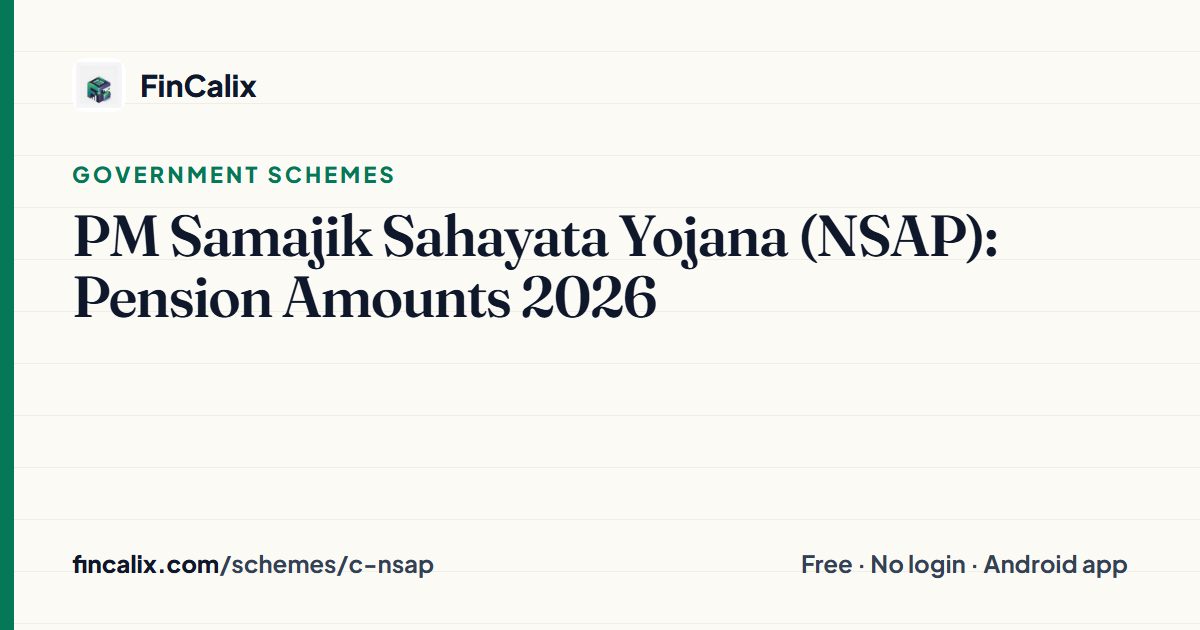 FinCalix
GOVERNMENT SCHEMES
PM Samajik Sahayata Yojana (NSAP):
Pension Amounts 2026
fincalix.com/schemes/c-nsap
Free · No login · Android app